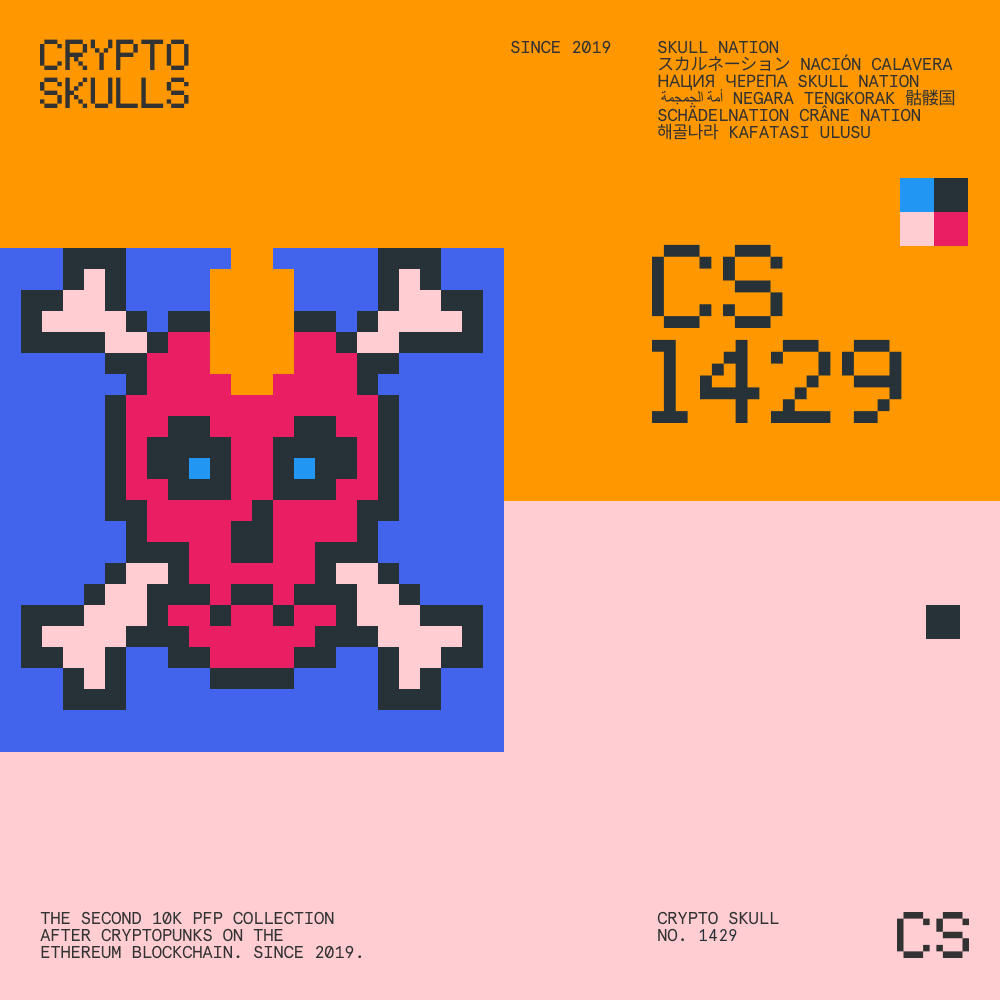 CRYPTO
SKULLS
SINCE 2019
SKULL NATION
スカルネーション NACIÓN CALAVERA
НАЦИЯ ЧЕРЕПА SKULL NATION
أمة الجمجمة NEGARA TENGKORAK 骷髅国
SCHÄDELNATION CRÂNE NATION
해골나라 KAFATASI ULUSU
CS
1429
THE SECOND 10K PFP COLLECTION
AFTER CRYPTOPUNKS ON THE
ETHEREUM BLOCKCHAIN. SINCE 2019.
CRYPTO SKULL
NO. 1429
CS